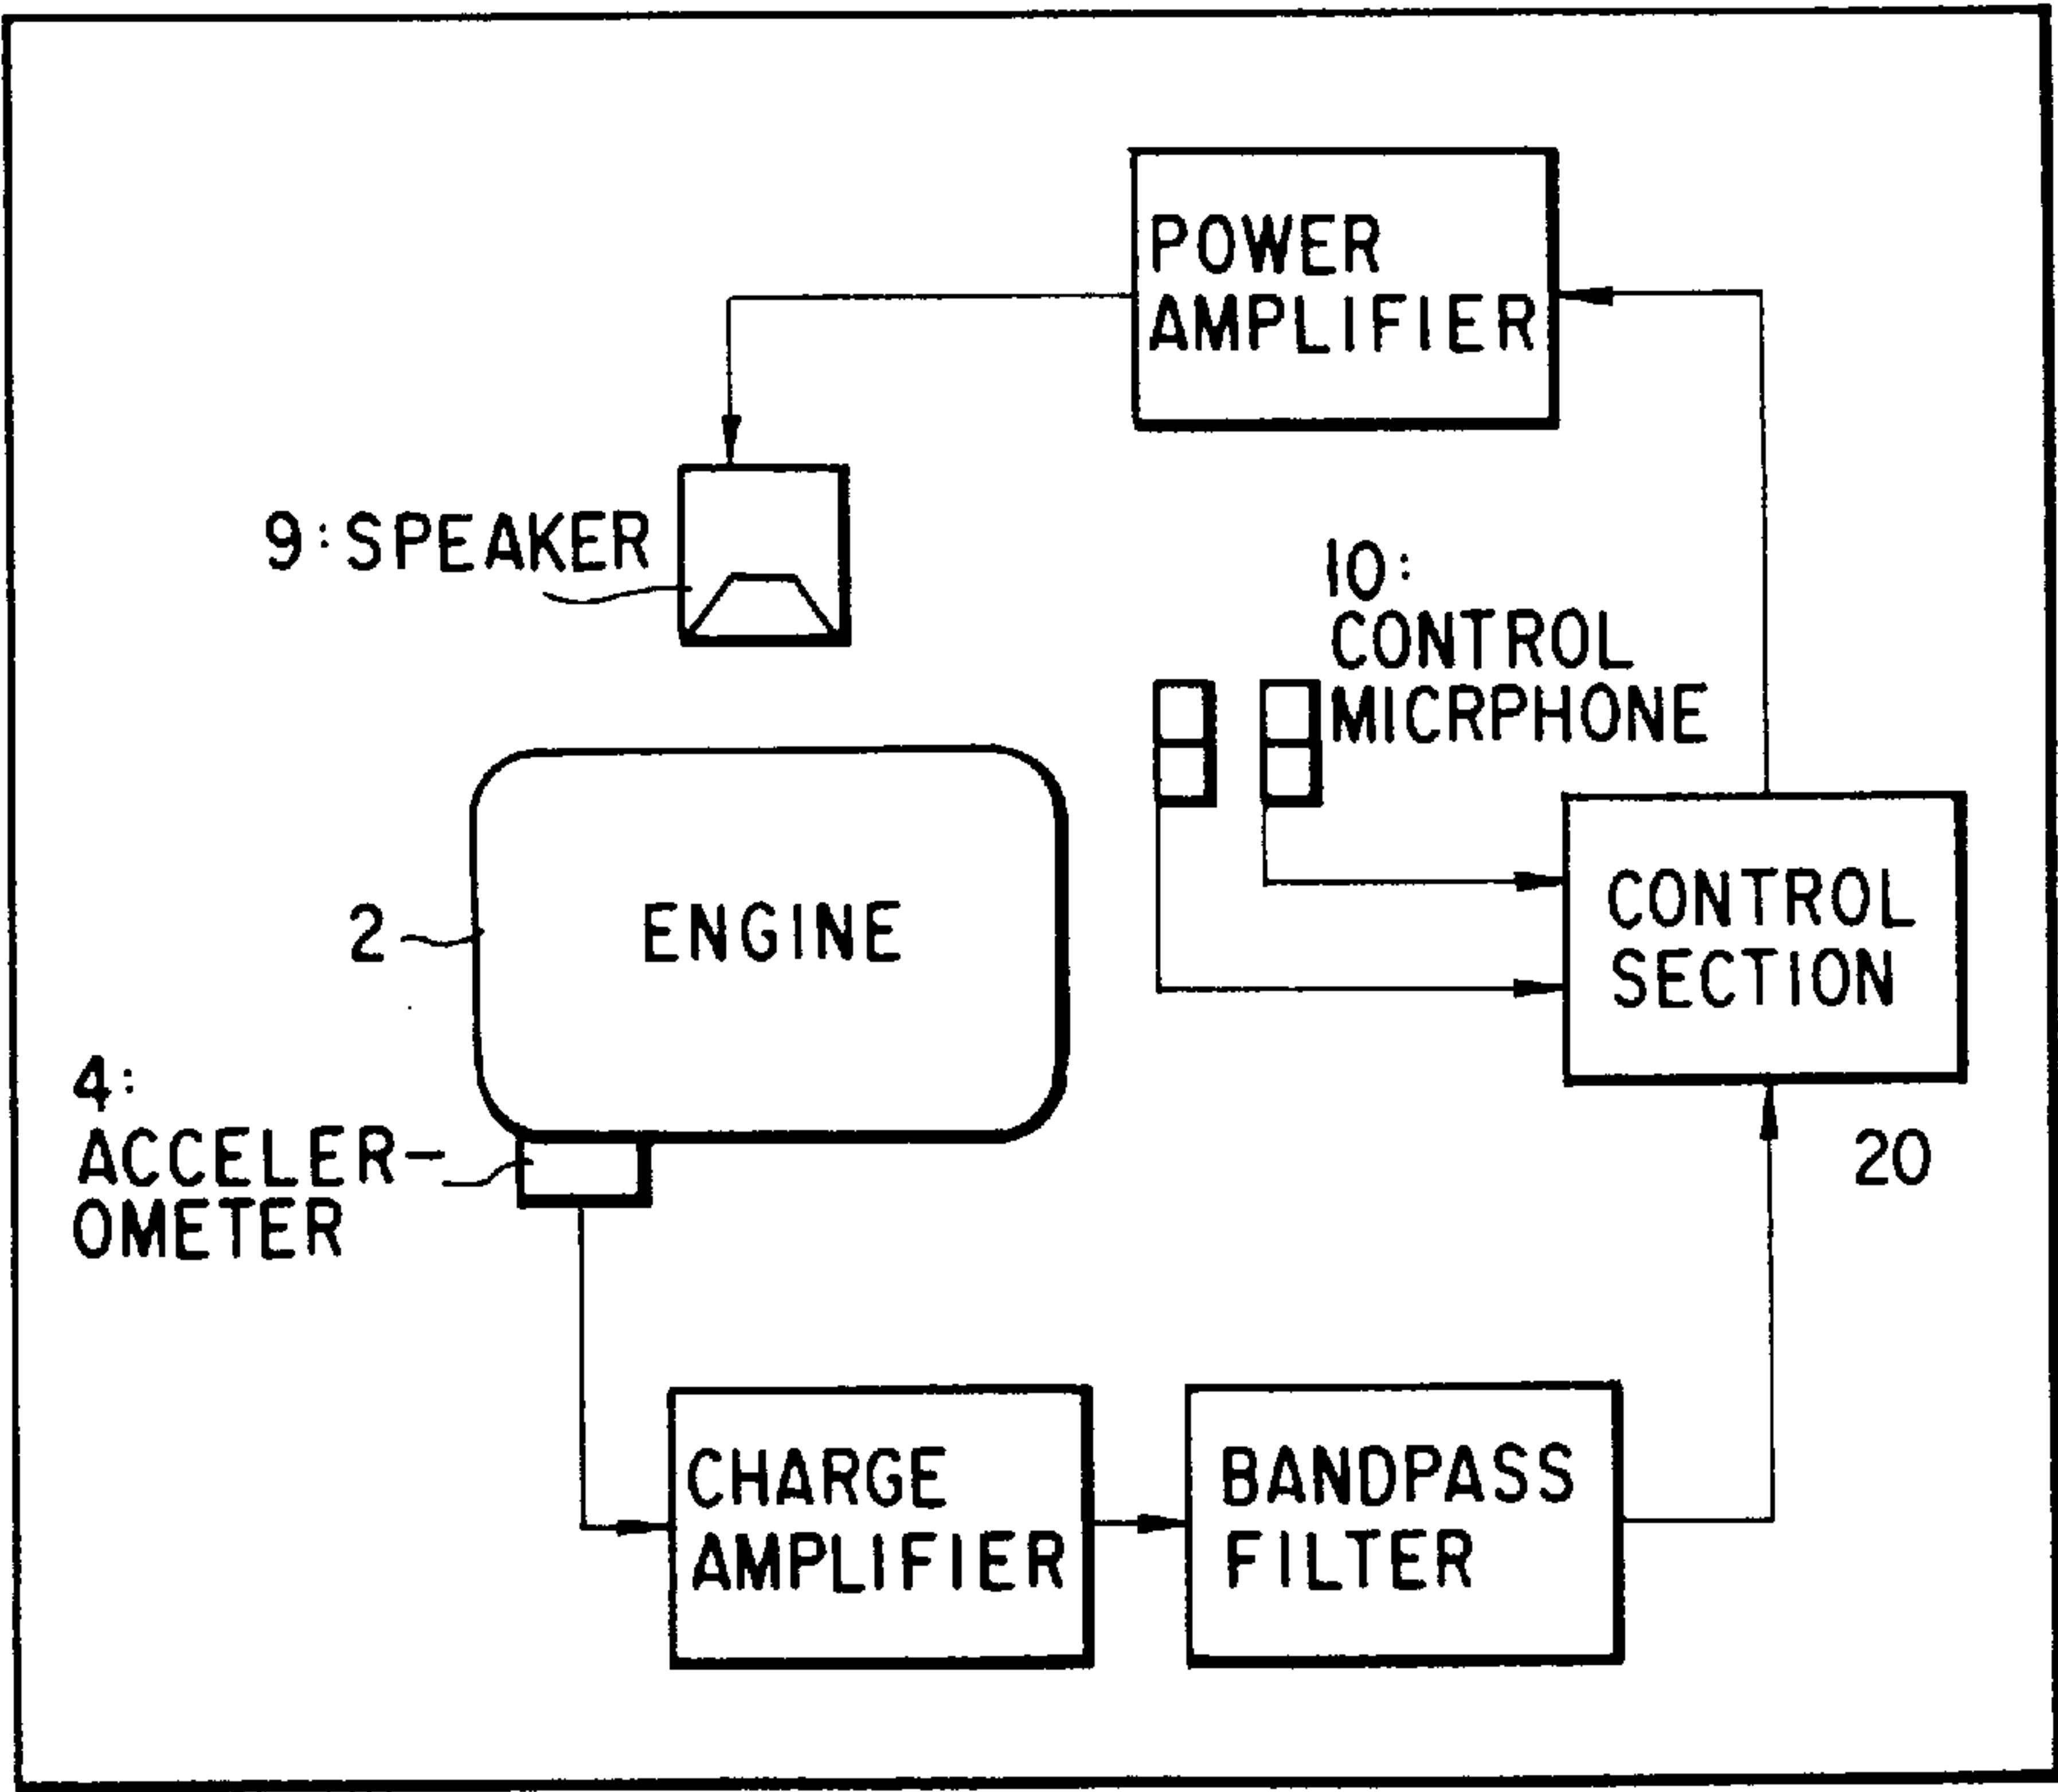 POWER
AMPLIFIER
9:SPEAKER
10:
CONTROL
MICRPHONE
2
ENGINE
CONTROL
SECTION
4:
ACCELER-
OMETER
20
CHARGE
AMPLIFIER
BANDPASS
FILTER